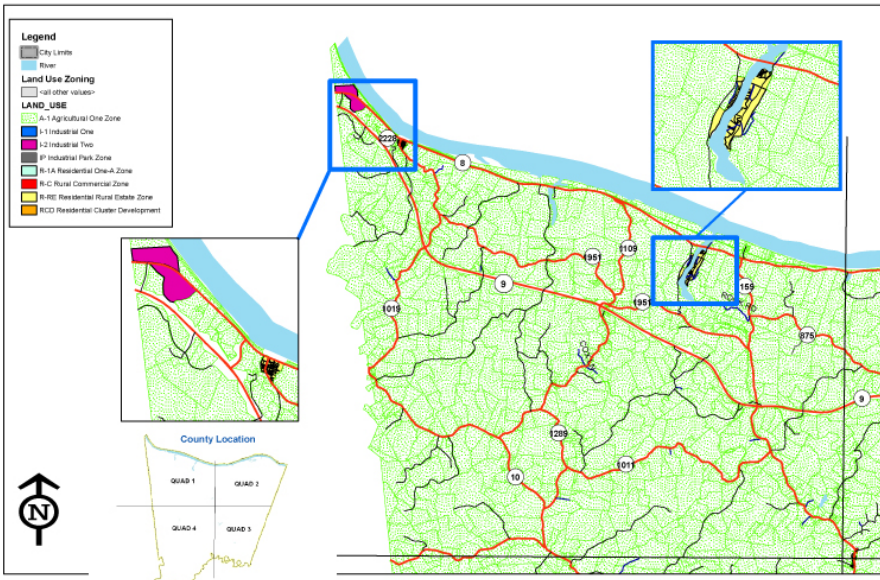 Legend
City Limits
River
Land Use Zoning
<all other values>
LAND_USE
A-1 Agricultural One Zone
I-1 Industrial One
I-2 Industrial Two
IP Industrial Park Zone
R-1A Residential One-A Zone
R-C Rural Commercial Zone
R-RE Residential Rural Estate Zone
RCD Residential Cluster Development
2228
8
1109
1951
9
1951
159
1019
875
9
1289
1011
10
County Location
QUAD 1
QUAD 2
QUAD 4
QUAD 3
N